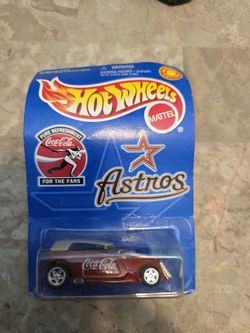 Hot Wheels
MATTEL
PURE REFRESHMENT
Coca-Cola
FOR THE FANS
Astros
Coca-Cola